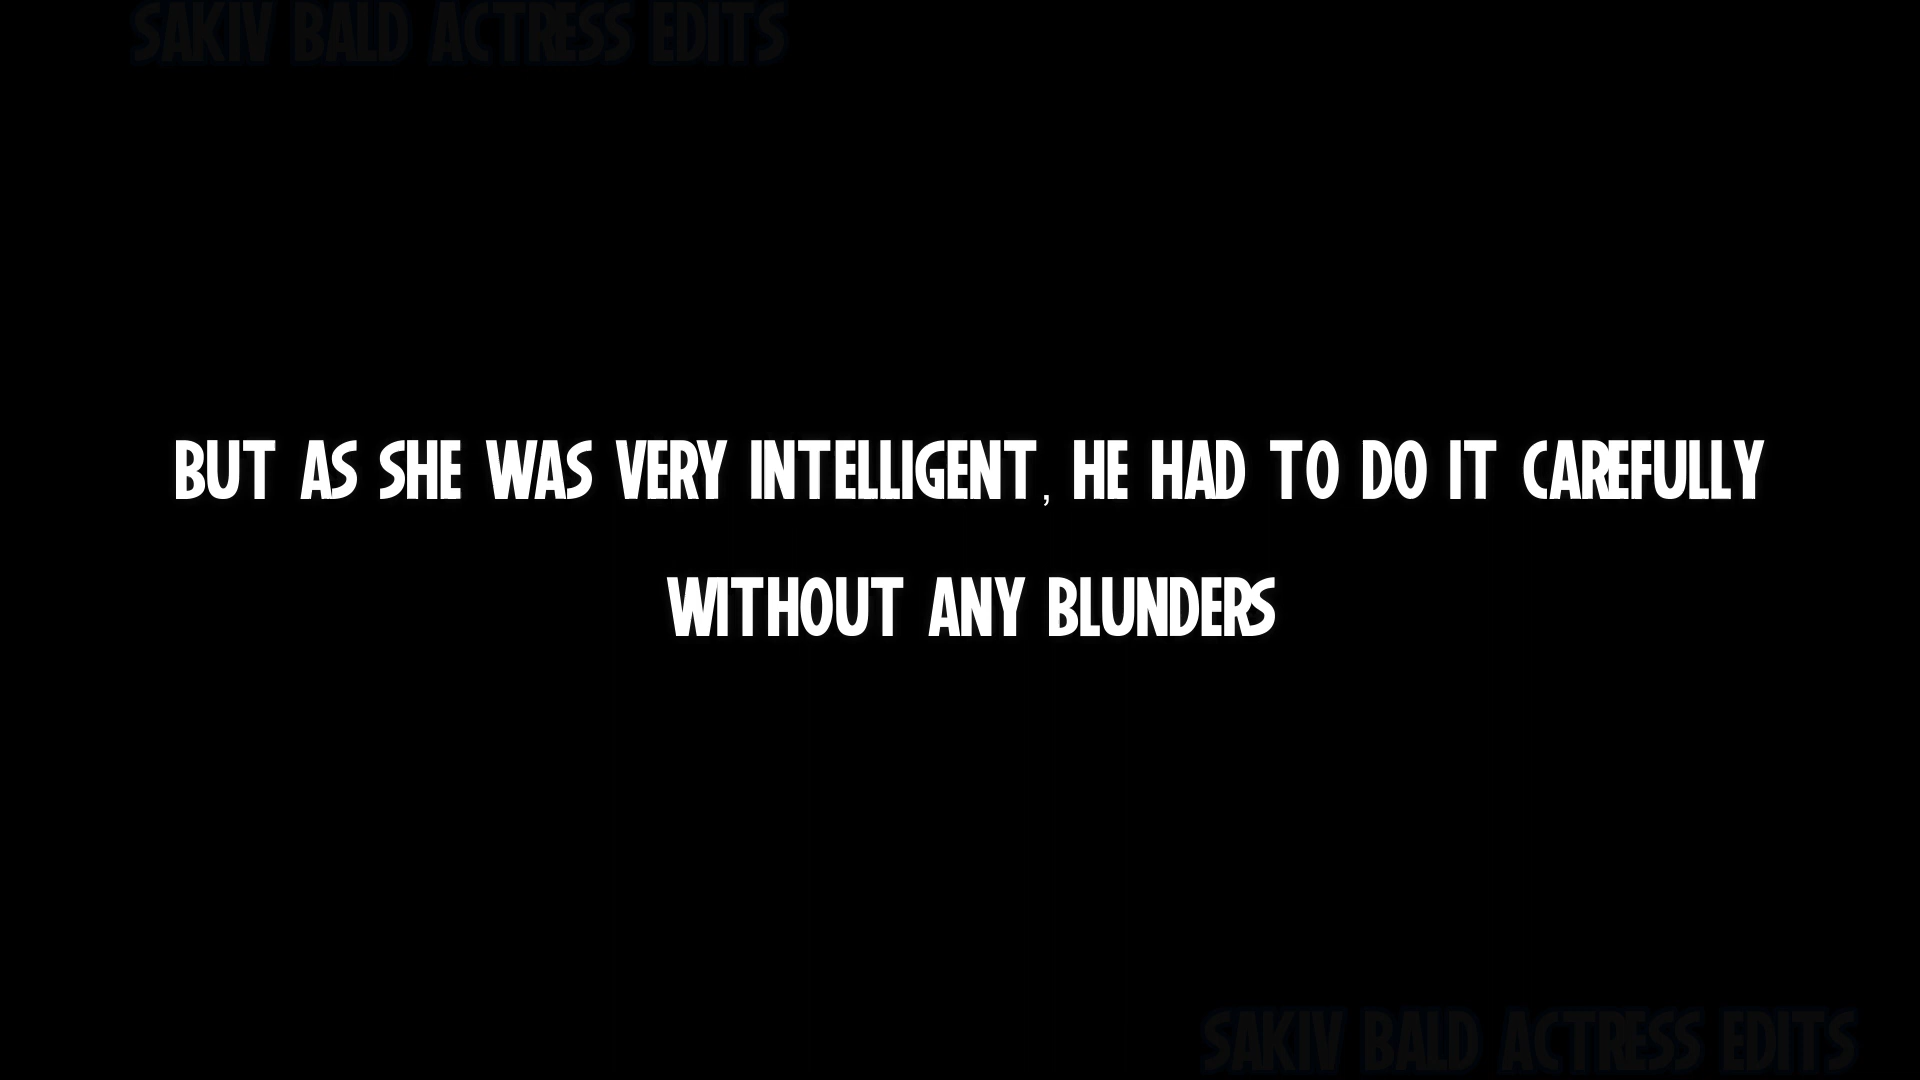 SAKIV BALD ACTRESS EDITS
BUT AS SHE WAS VERY INTELLIGENT, HE HAD TO DO IT CAREFULLY
WITHOUT ANY BLUNDERS
SAKIV BALD ACTRESS EDITS